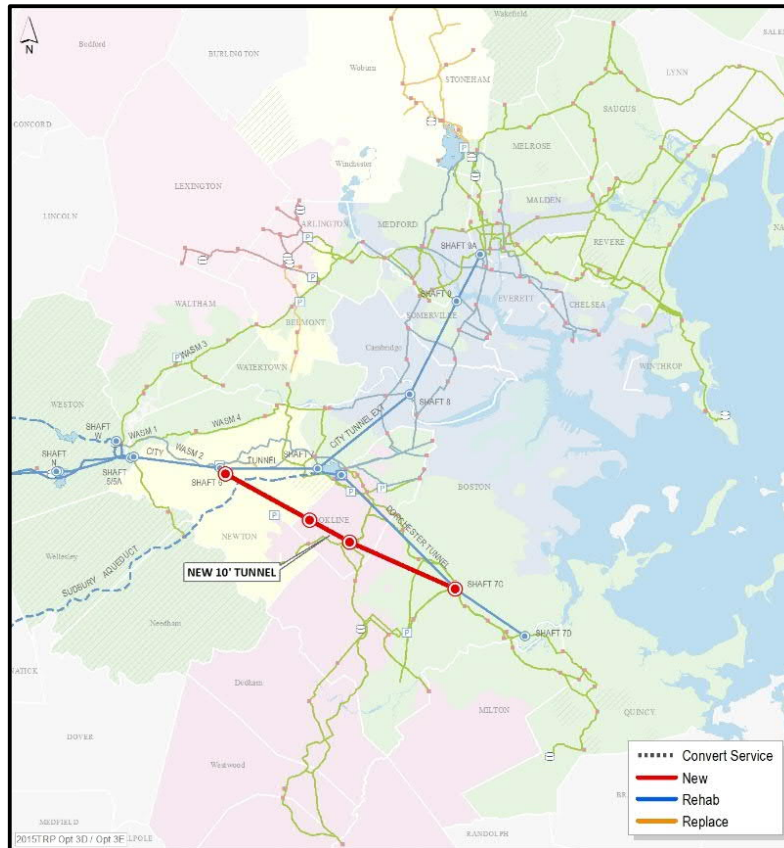 N
Bedford
BURLINGTON
Woburn
Wakefield
STONEHAM
LYNN
SAUGUS
CONCORD
MELROSE
Winchester
LEXINGTON
MALDEN
ARLINGTON
MEDFORD
LINCOLN
REVERE
SHAFT 9A
EVERETT
CHELSEA
WALTHAM
SHAFT 9
SOMERVILLE
BELMONT
Cambridge
WINTHROP
WASM 3
WATERTOWN
WESTON
SHAFT 8
WASM 4
CITY TUNNEL EXT
SHAFT
W
WASM 1
CITY
WASM 2
TUNNEL
SHAFT 7
SHAFT
N
SHAFT
5/5A
SHAFT 6
BOSTON
OKLINE
NEWTON
DORCHESTER TUNNEL
Wellesley
SUDBURY AQUEDUCT
NEW 10' TUNNEL
SHAFT 7C
Needham
SHAFT 7D
NATICK
Dedham
MILTON
QUINCY
DOVER
Westwood
Convert Service
New
Rehab
Replace
MEDFIELD
RANDOLPH
2015TRP Opt 3D / Opt 3E